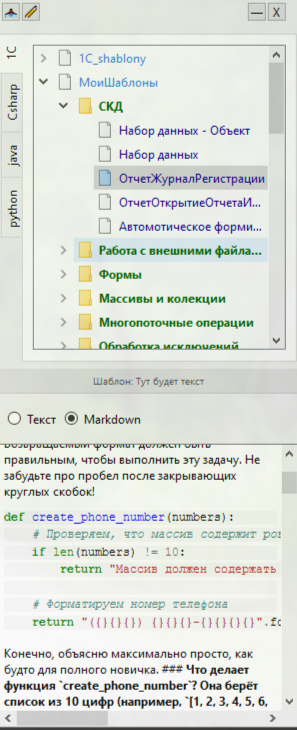 X
1C
Csharp
java
python
1C_shablony
МоиШаблоны
СКД
Набор данных - Объект
Набор данных
ОтчетЖурналРегистрации
ОтчетОткрытиеОтчетаИ...
Автомотическое форми...
Работа с внешними файла...
Формы
Массивы и колекции
Многопоточные операции
Обработка исключений
Шаблон: Тут будет текст
Текст
Markdown
Возвращаемый формат должен быть
правильным, чтобы выполнить эту задачу. Не
забудьте про пробел после закрывающих
круглых скобок!
def create_phone_number(numbers):
# Проверяем, что массив содержит
if len(numbers) != 10:
return "Массив должен содержать
# Форматируем номер телефона
return "({}{}{}) {}{}{}-{}{}{}{}".fo
Конечно, объясню максимально просто, как
будто для полного новичка. ### Что делает
функция `create_phone_number`? Она берёт
список из 10 цифр (например, `[1, 2, 3, 4, 5, 6,